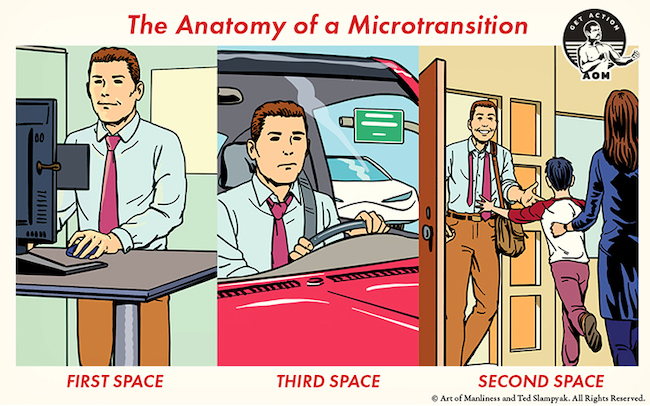 The Anatomy of a Microtransition
GET ACTION
AOM
FIRST SPACE
THIRD SPACE
SECOND SPACE
© Art of Manliness and Ted Slampyak. All Rights Reserved.